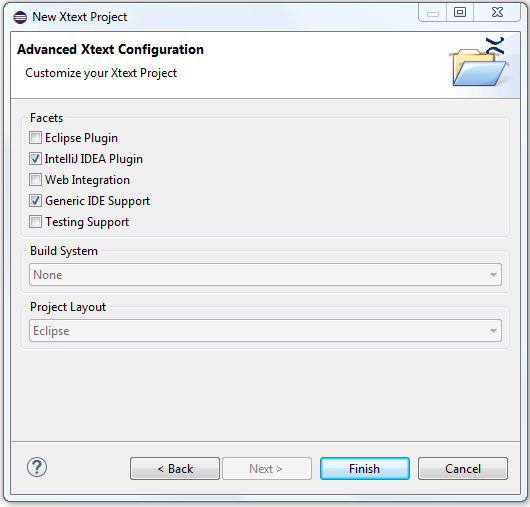 New Xtext Project
Advanced Xtext Configuration
Customize your Xtext Project
Facets
Eclipse Plugin
IntelliJ IDEA Plugin
Web Integration
Generic IDE Support
Testing Support
Build System
None
Project Layout
Eclipse
?
< Back
Next >
Finish
Cancel